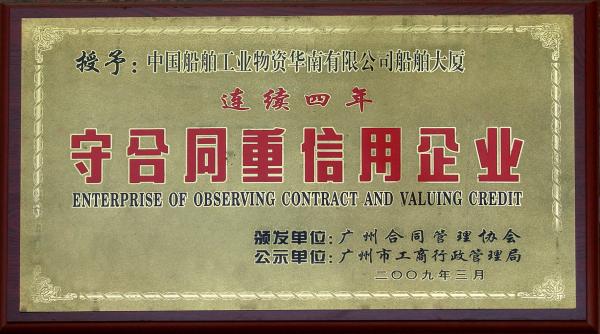 授予：中国船舶工业物资华南有限公司船舶大厦
连续四年
守合同重信用企业
ENTERPRISE OF OBSERVING CONTRACT AND VALUING CREDIT
颁发单位：广州合同管理协会
公示单位：广州市工商行政管理局
二〇〇九年三月